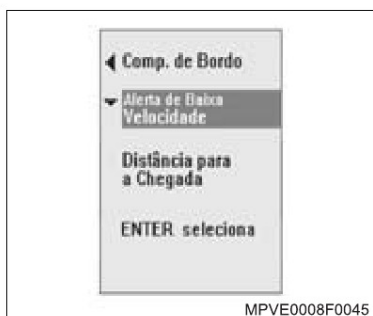 Comp. de Bordo
Alerta de Baixa
Velocidade
Distância para
a Chegada
ENTER seleciona
MPVE0008F0045